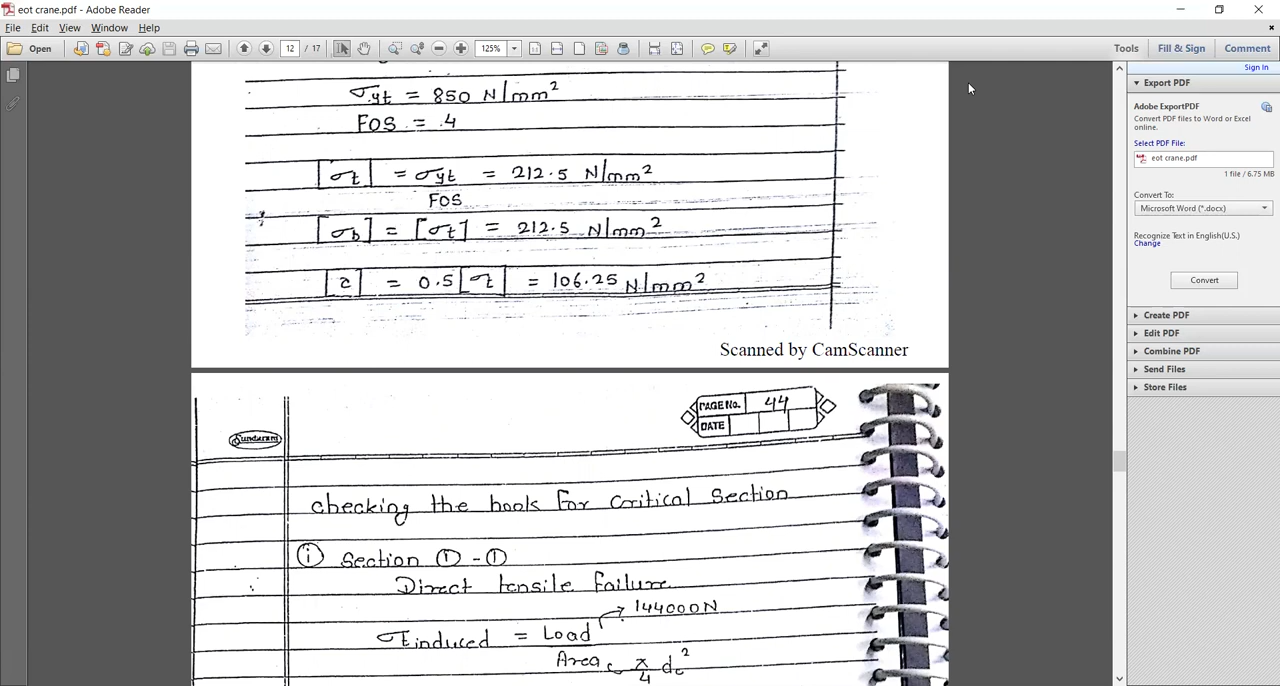 eot crane.pdf - Adobe Reader
File Edit View Window Help
Open 12 / 17 125% Tools Fill & Sign Comment
Sign In
Export PDF
Adobe ExportPDF
Convert PDF files to Word or Excel online.
Select PDF File:
eot crane.pdf
1 file / 6.75 MB
Convert To:
Microsoft Word (*.docx)
Recognize Text in English(U.S.)
Change
Convert
Create PDF
Edit PDF
Combine PDF
Send Files
Store Files
σyt = 850 N/mm²
FOS = 4
[σt] = σyt / FOS = 212.5 N/mm²
[σb] = [σt] = 212.5 N/mm²
[τ] = 0.5 [σt] = 106.25 N/mm²
Scanned by CamScanner
Sundaram
PAGE No. 44
DATE
checking the hook for critical section
(i) section ①-①
Direct tensile failure
σt induced = Load → 144000N
Area π/4 dc²